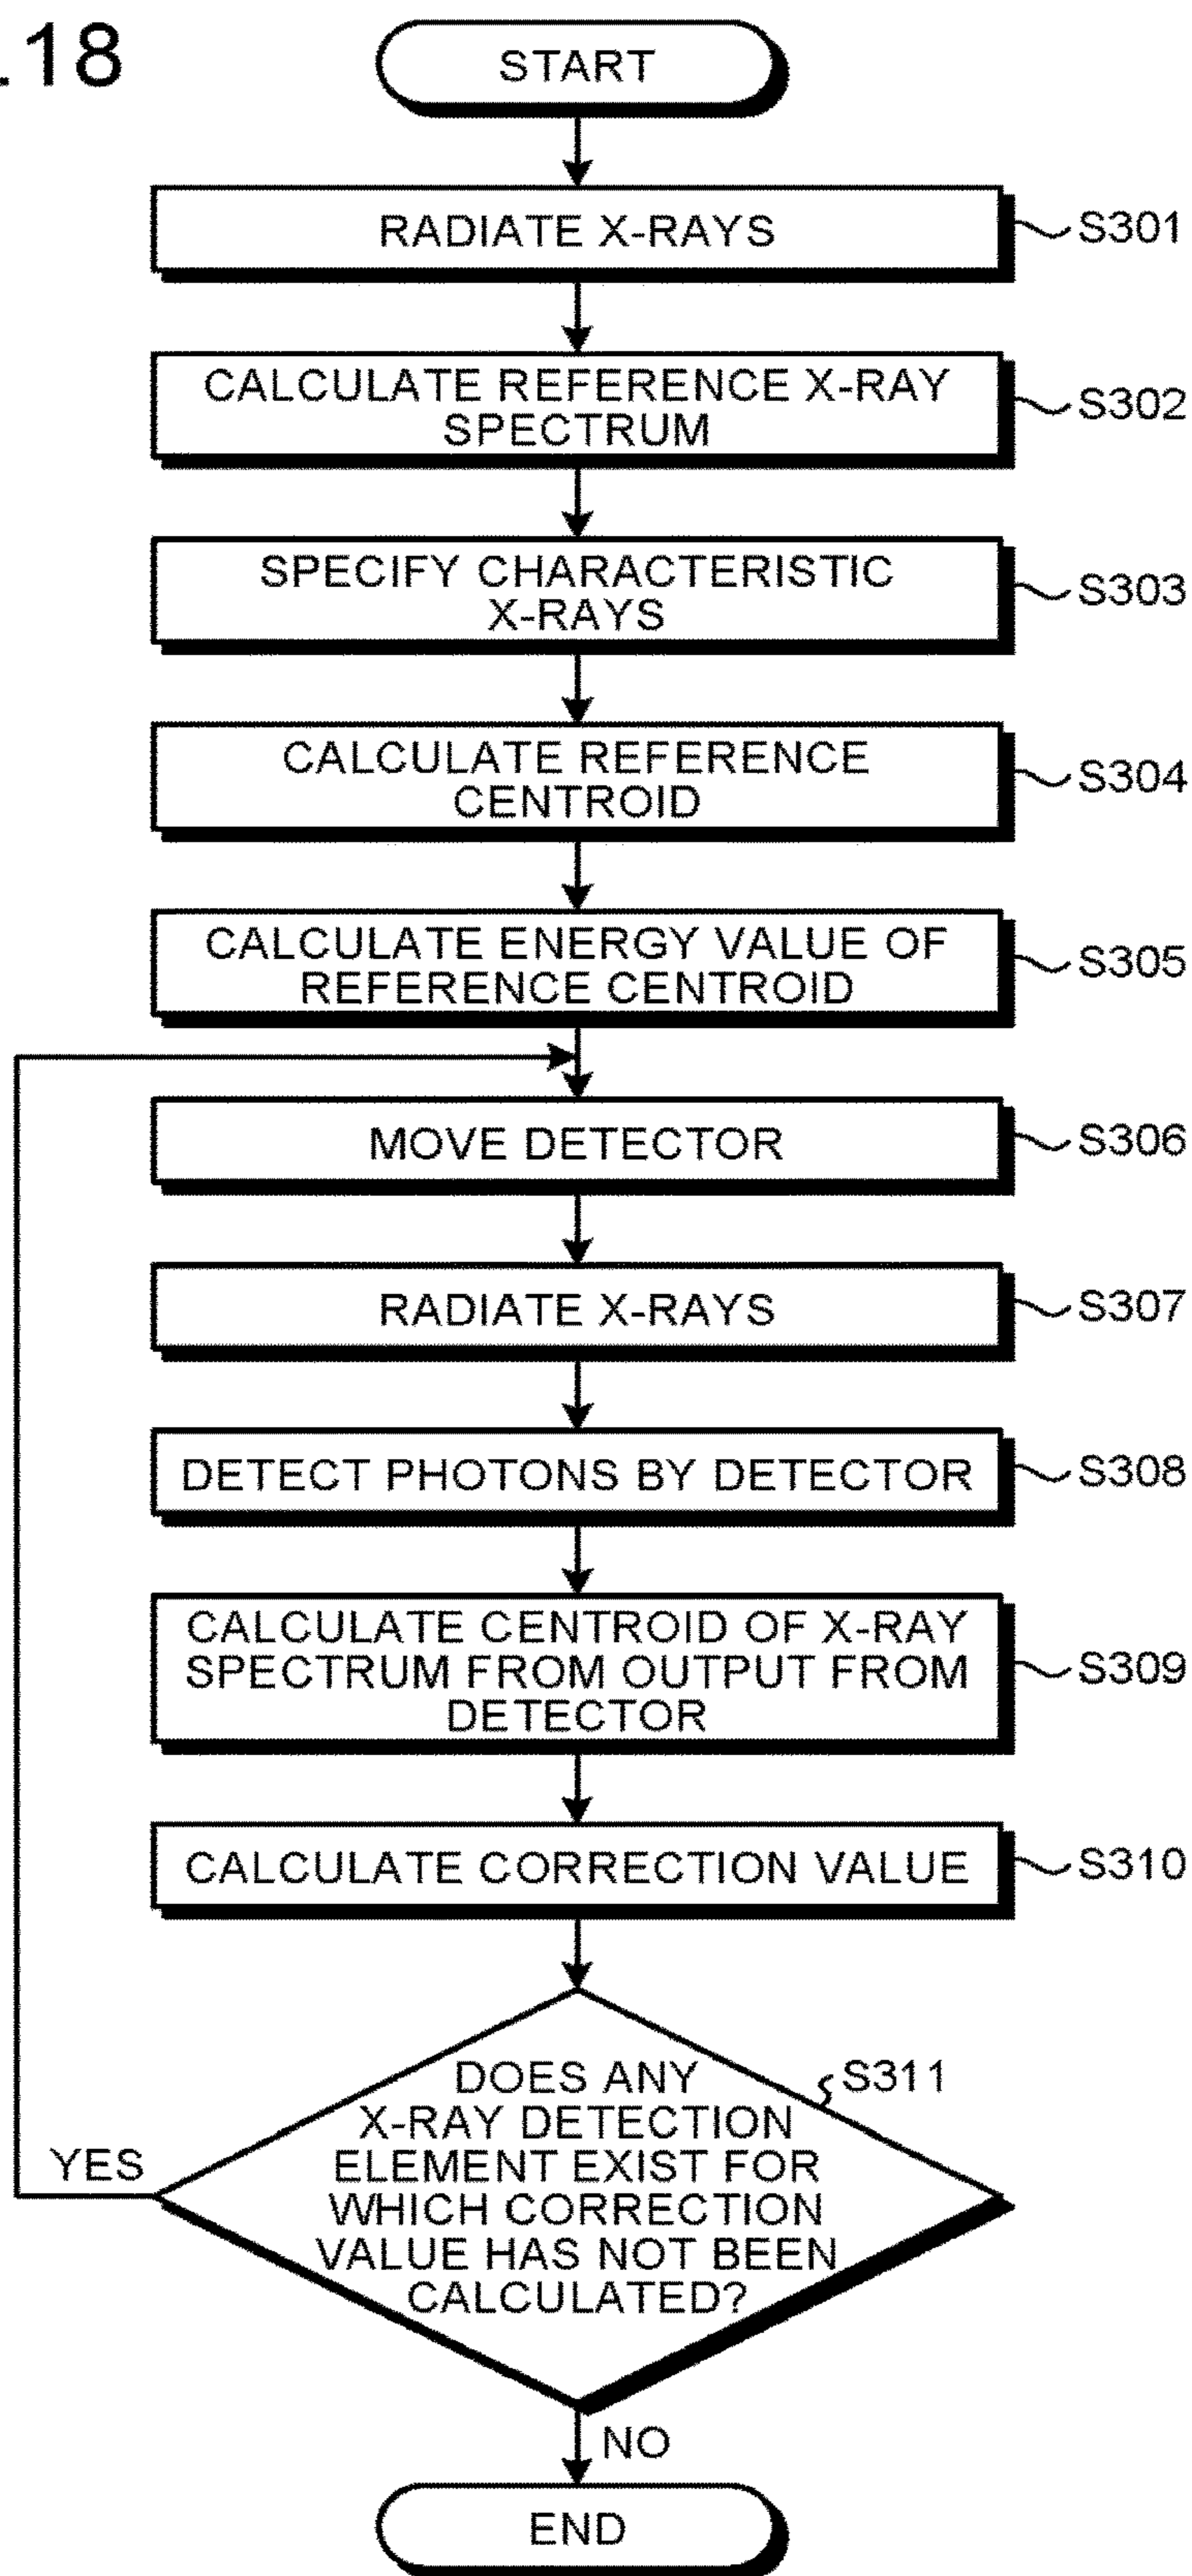 .18
START
RADIATE X-RAYS
S301
CALCULATE REFERENCE X-RAY
SPECTRUM
S302
SPECIFY CHARACTERISTIC
X-RAYS
S303
CALCULATE REFERENCE
CENTROID
S304
CALCULATE ENERGY VALUE OF
REFERENCE CENTROID
S305
MOVE DETECTOR
S306
RADIATE X-RAYS
S307
DETECT PHOTONS BY DETECTOR
S308
CALCULATE CENTROID OF X-RAY
SPECTRUM FROM OUTPUT FROM
DETECTOR
S309
CALCULATE CORRECTION VALUE
S310
DOES ANY
X-RAY DETECTION
ELEMENT EXIST FOR
WHICH CORRECTION
VALUE HAS NOT BEEN
CALCULATED?
S311
YES
NO
END